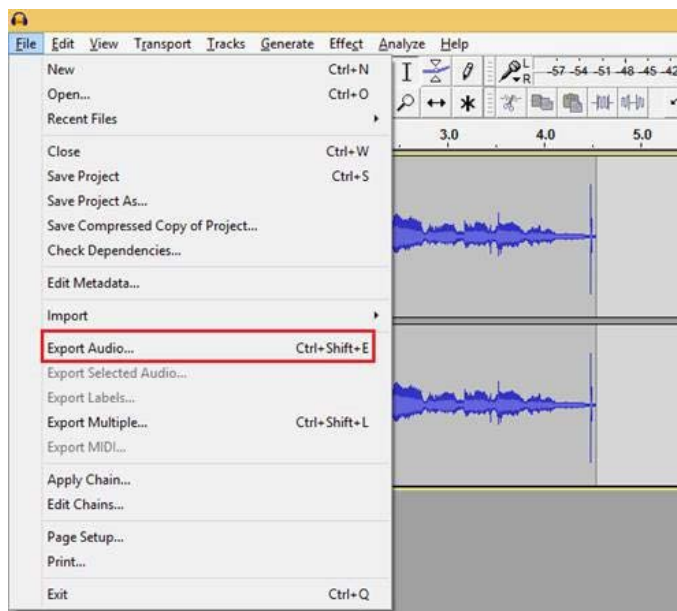 File Edit View Transport Tracks Generate Effect Analyze Help
New Ctrl+N
Open... Ctrl+O
Recent Files
Close Ctrl+W
Save Project Ctrl+S
Save Project As...
Save Compressed Copy of Project...
Check Dependencies...
Edit Metadata...
Import
Export Audio... Ctrl+Shift+E
Export Selected Audio...
Export Labels...
Export Multiple... Ctrl+Shift+L
Export MIDI...
Apply Chain...
Edit Chains...
Page Setup...
Print...
Exit Ctrl+Q
L
R
-57 -54 -51 -48 -45 -42
3.0 4.0 5.0